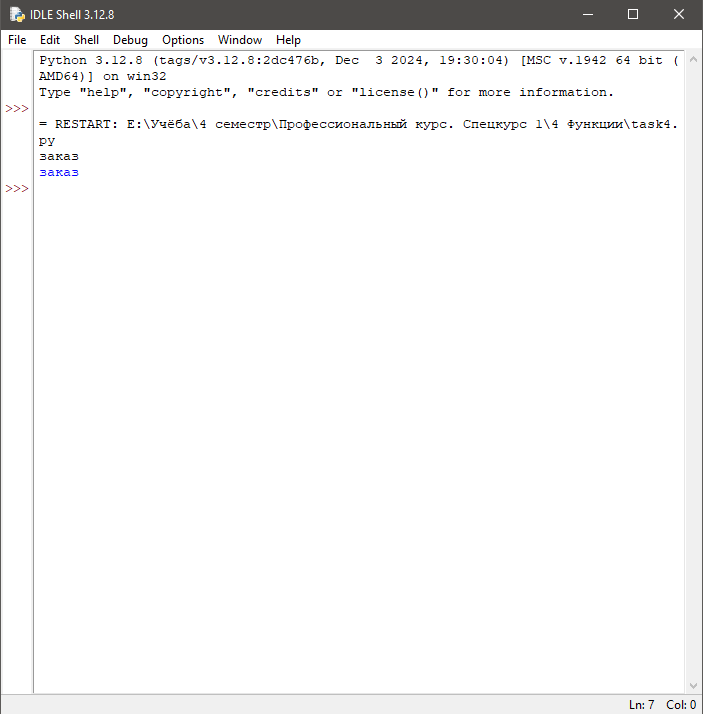 IDLE Shell 3.12.8
File Edit Shell Debug Options Window Help
Python 3.12.8 (tags/v3.12.8:2dc476b, Dec  3 2024, 19:30:04) [MSC v.1942 64 bit (
AMD64)] on win32
Type "help", "copyright", "credits" or "license()" for more information.
>>>
= RESTART: E:\Учёба\4 семестр\Профессиональный курс. Спецкурс 1\4 Функции\task4.
py
заказ
заказ
>>>
Ln: 7 Col: 0